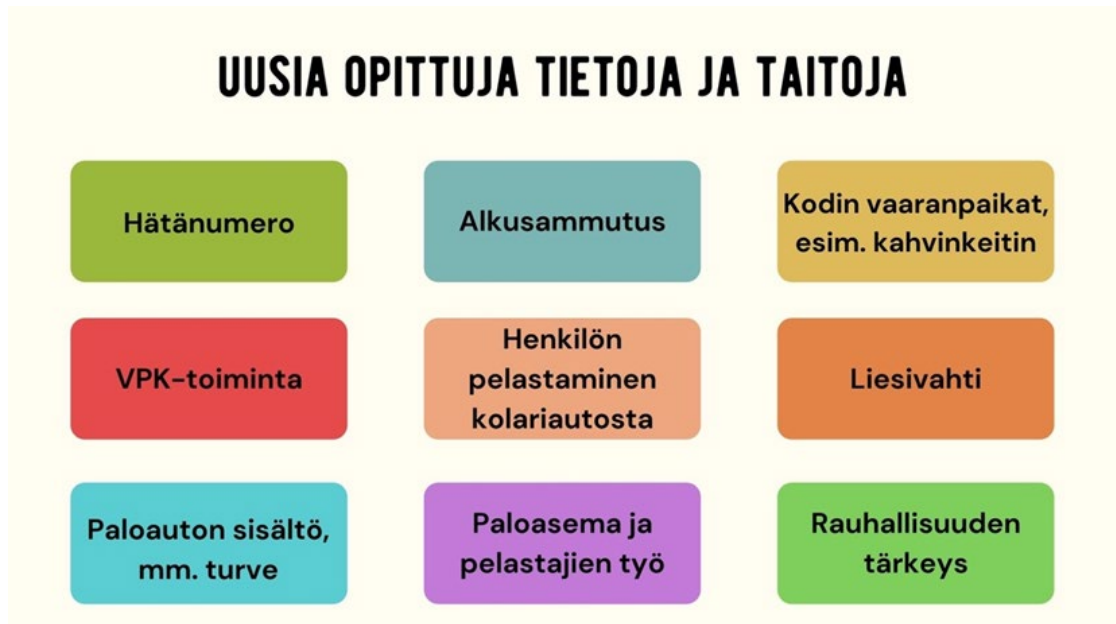 UUSIA OPITTUJA TIETOJA JA TAITOJA
Hätänumero
Alkusammutus
Kodin vaaranpaikat,
esim. kahvinkeitin
VPK-toiminta
Henkilön
pelastaminen
kolariautosta
Liesivahti
Paloauton sisältö,
mm. turve
Paloasema ja
pelastajien työ
Rauhallisuuden
tärkeys